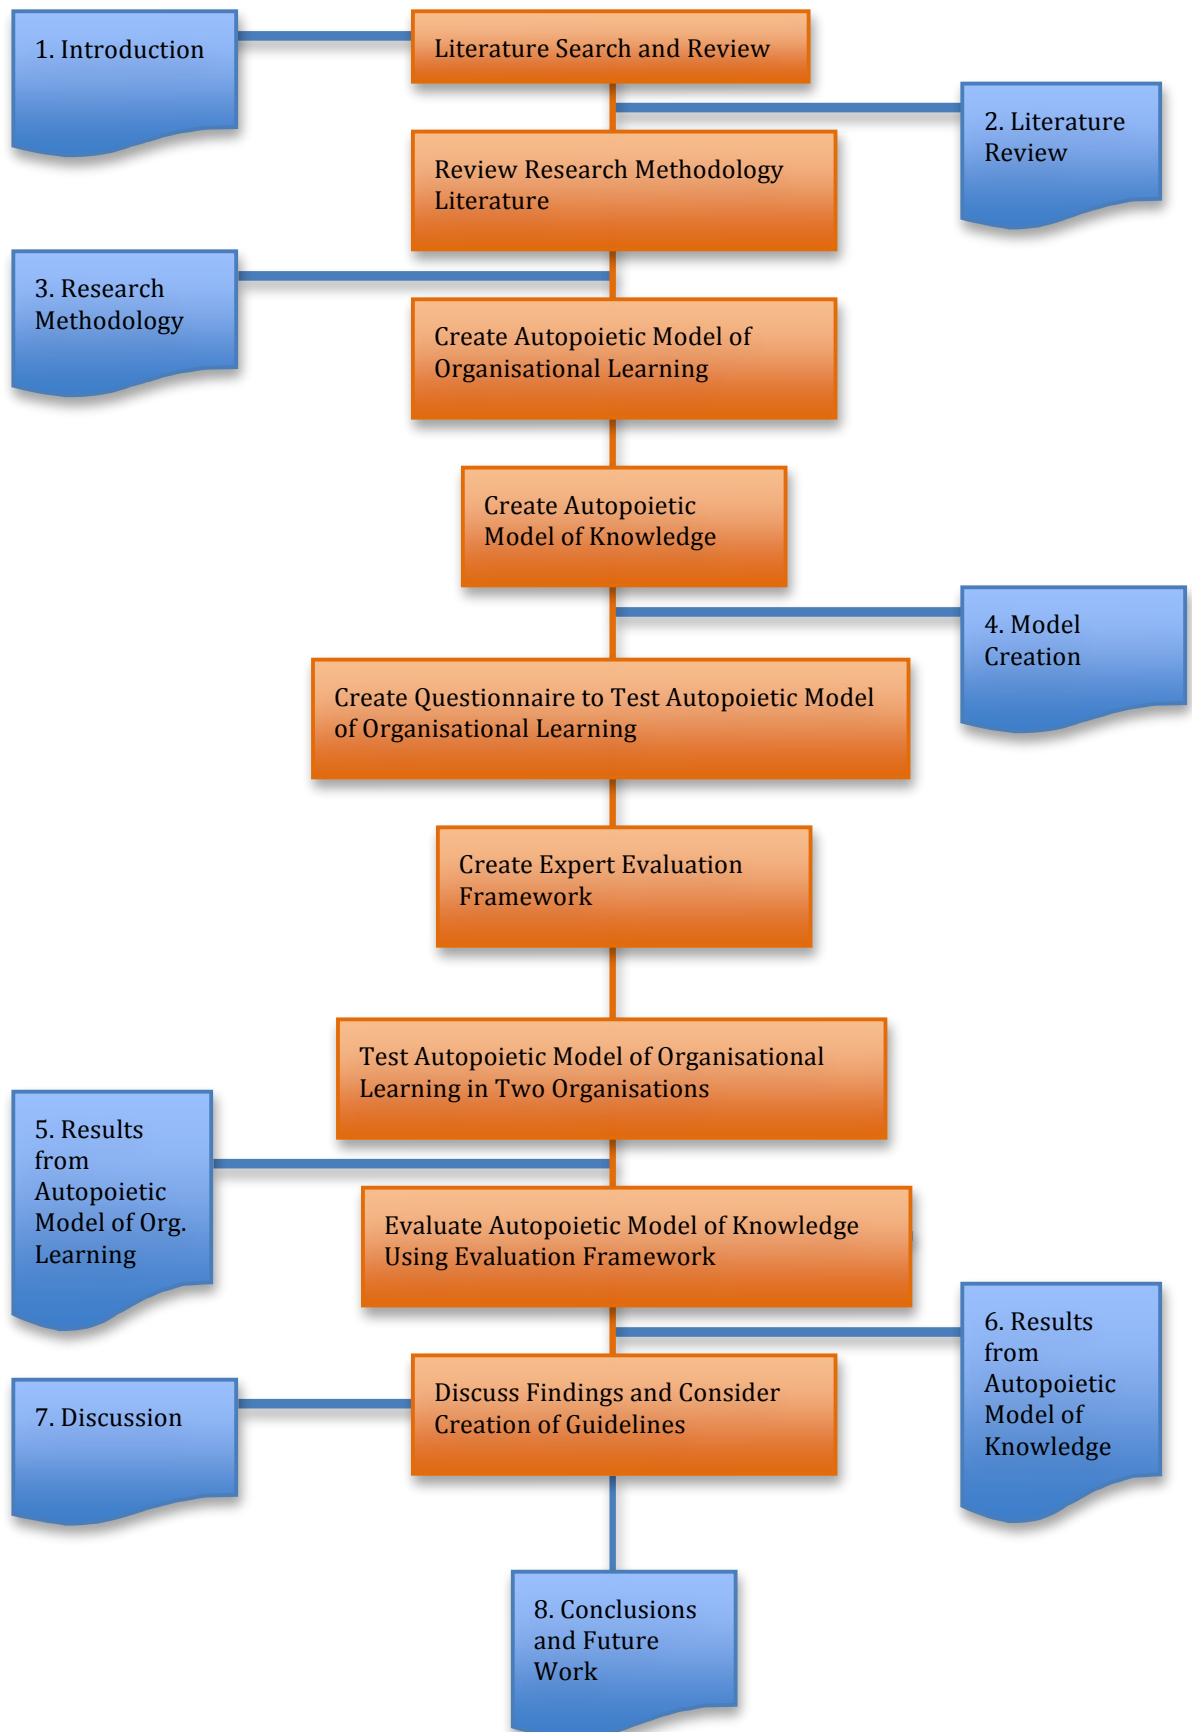 1. Introduction
Literature Search and Review
2. Literature
Review
Review Research Methodology
Literature
3. Research
Methodology
Create Autopoietic Model of
Organisational Learning
Create Autopoietic
Model of Knowledge
4. Model
Creation
Create Questionnaire to Test Autopoietic Model
of Organisational Learning
Create Expert Evaluation
Framework
Test Autopoietic Model of Organisational
Learning in Two Organisations
5. Results
from
Autopoietic
Model of Org.
Learning
Evaluate Autopoietic Model of Knowledge
Using Evaluation Framework
6. Results
from
Autopoietic
Model of
Knowledge
Discuss Findings and Consider
Creation of Guidelines
7. Discussion
8. Conclusions
and Future
Work